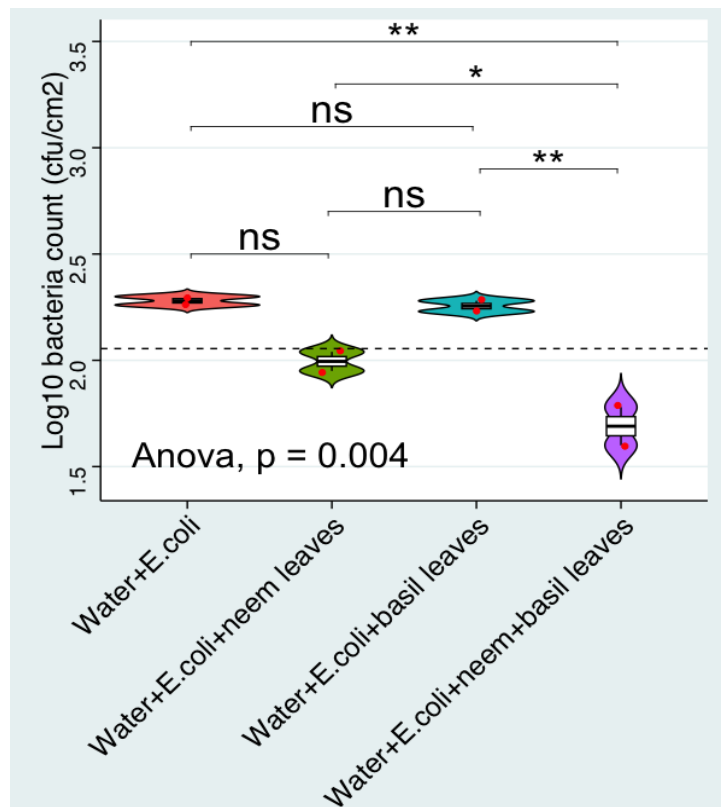 Log10 bacteria count (cfu/cm2)
3.5
3.0
2.5
2.0
1.5
**
*
ns
**
ns
ns
Anova, p = 0.004
Water+E.coli
Water+E.coli+neem leaves
Water+E.coli+basil leaves
Water+E.coli+neem+basil leaves